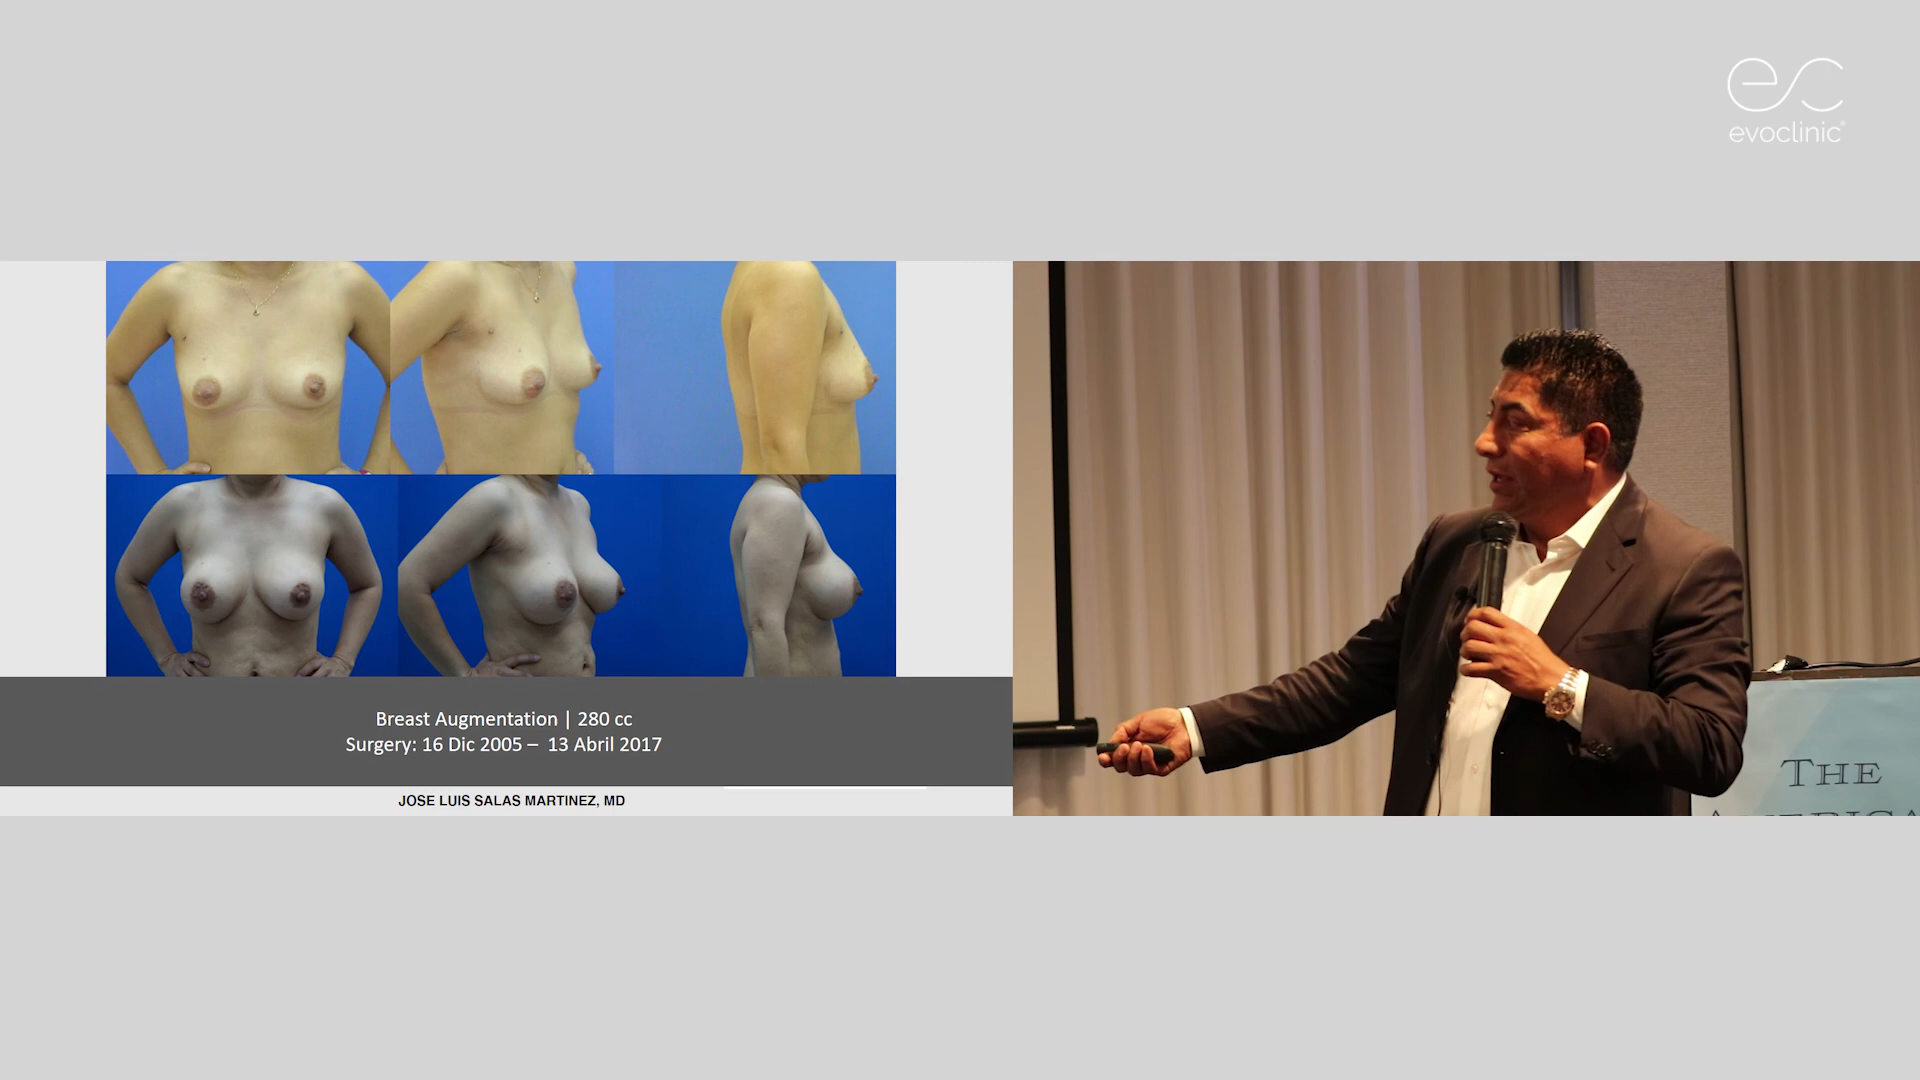 evoclinic®
Breast Augmentation | 280 cc
Surgery: 16 Dic 2005 – 13 Abril 2017
JOSE LUIS SALAS MARTINEZ, MD
THE